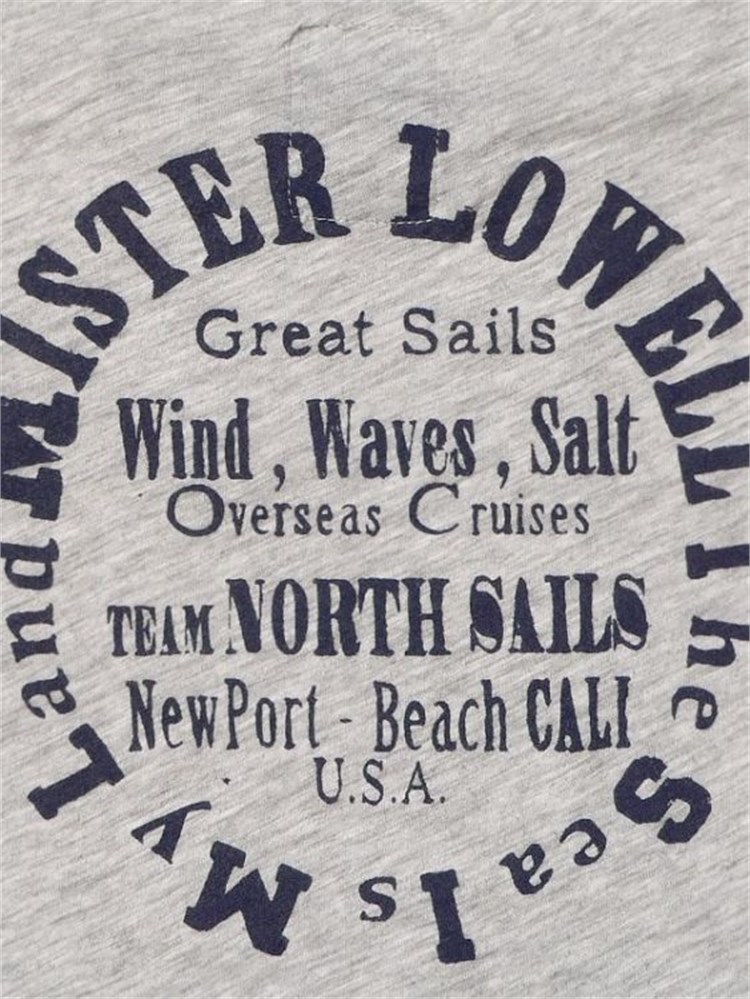 MISTER LOWELL The Sea Is My Land
Great Sails
Wind , Waves , Salt
Overseas Cruises
TEAM NORTH SAILS
NewPort - Beach CALI
U.S.A.